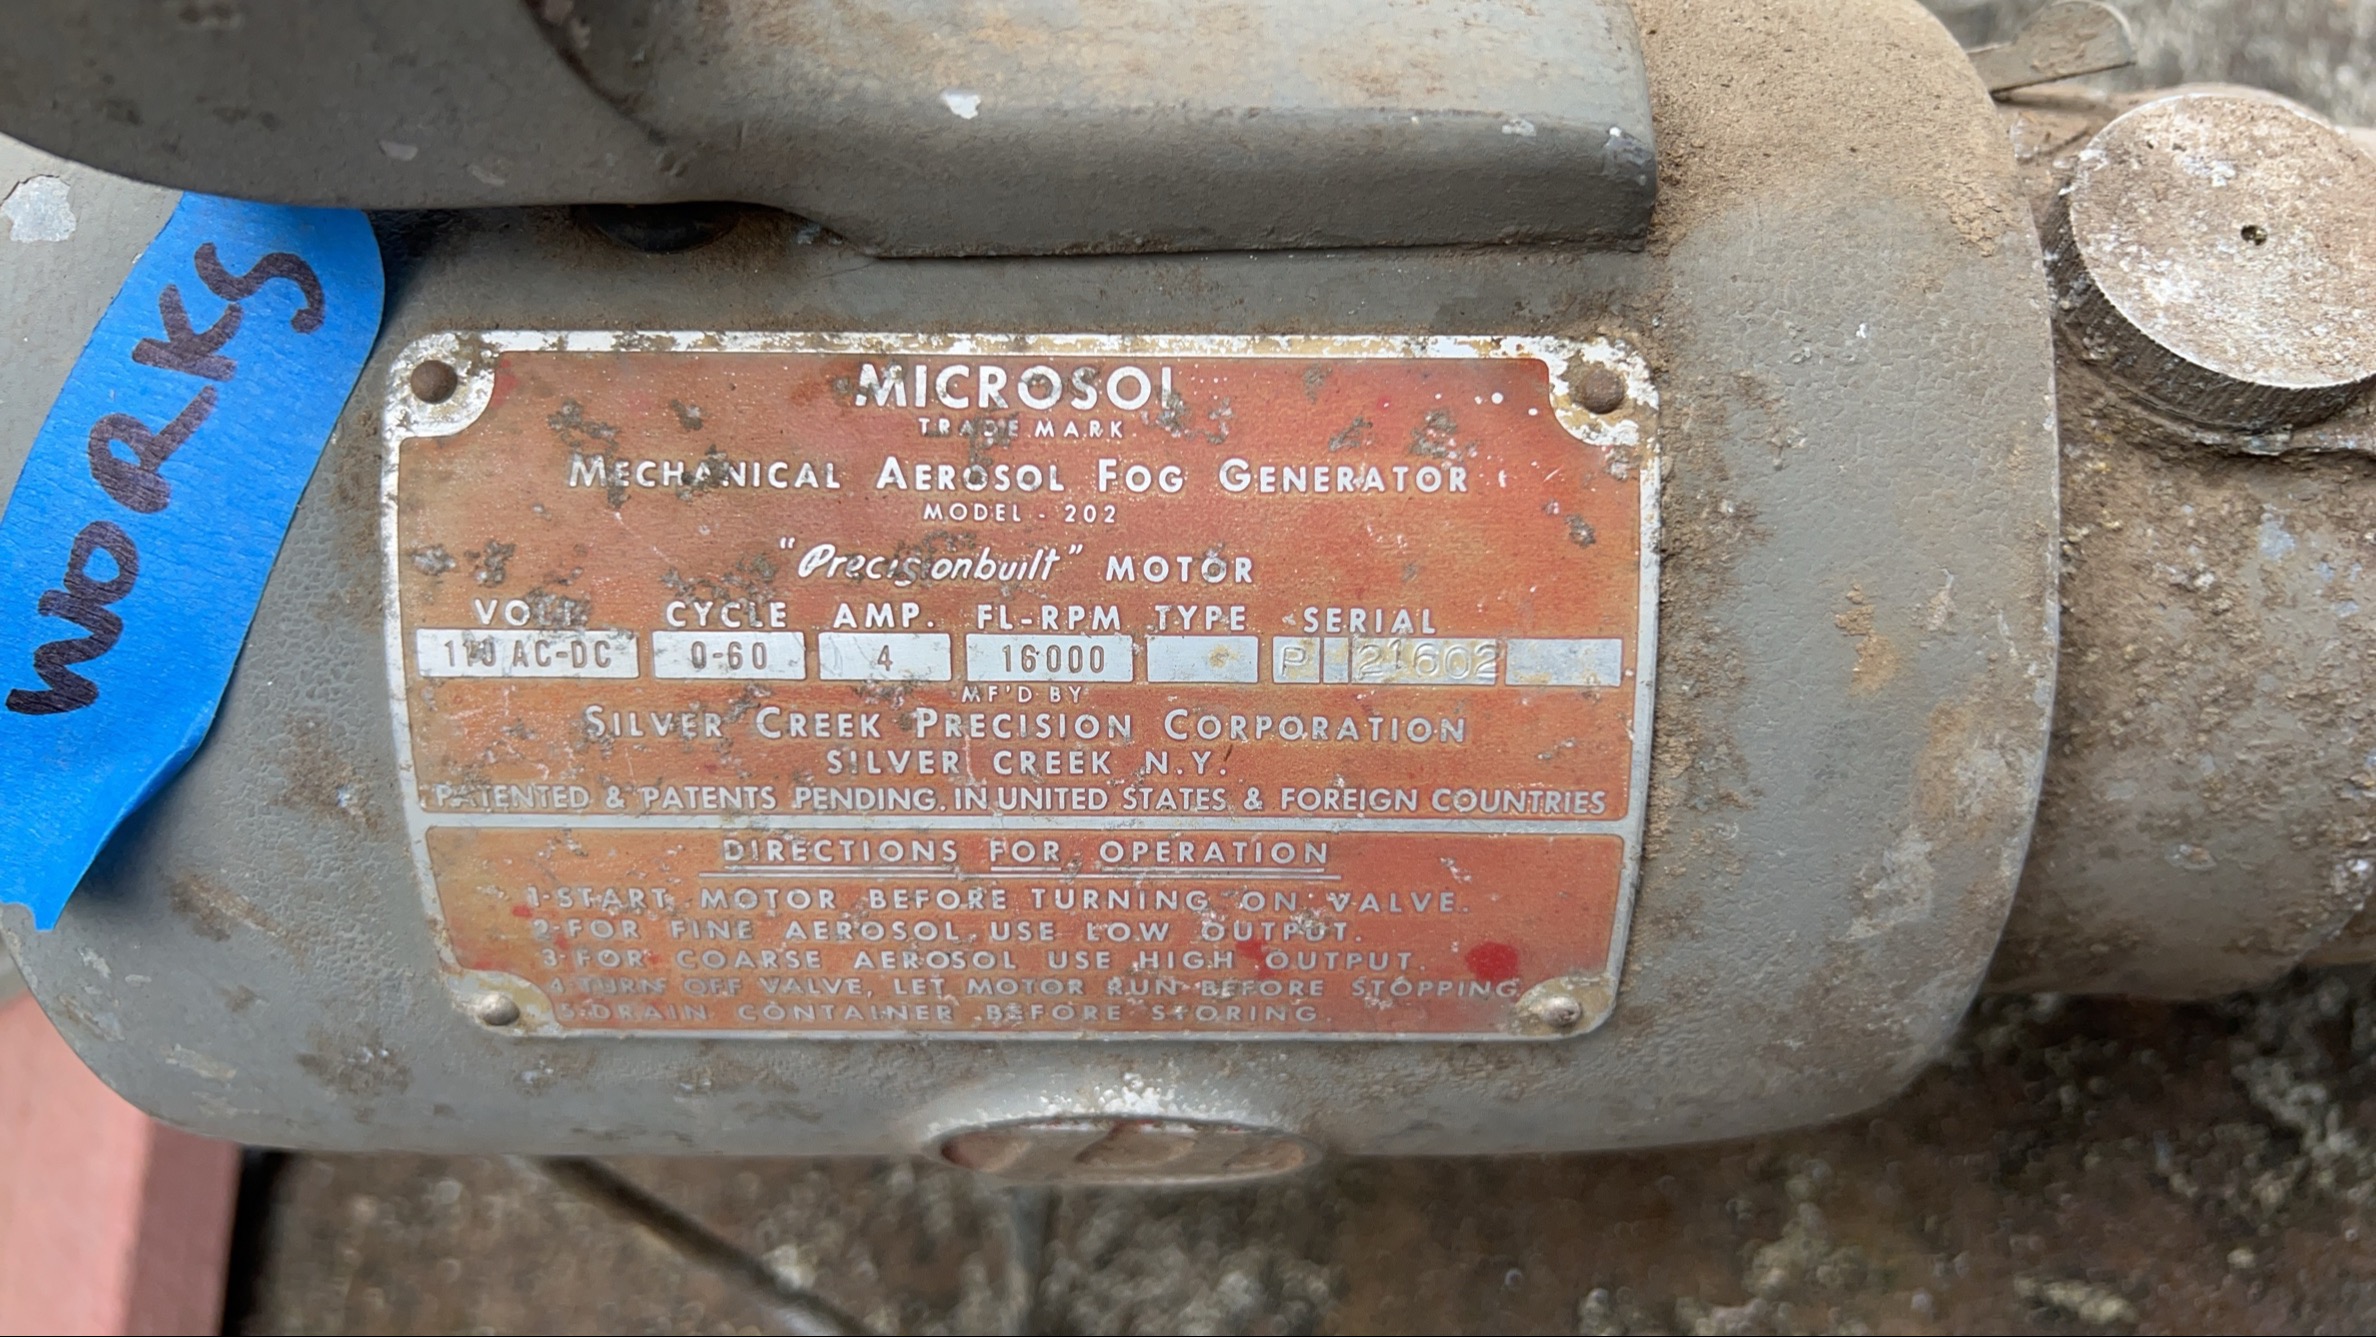 WORKS
MICROSOL
TRADE MARK
MECHANICAL AEROSOL FOG GENERATOR
MODEL - 202
"Precisionbuilt" MOTOR
VOLT CYCLE AMP. FL-RPM TYPE SERIAL
110 AC-DC 0-60 4 16000 P 21602
MF'D BY
SILVER CREEK PRECISION CORPORATION
SILVER CREEK N.Y.
PATENTED & PATENTS PENDING. IN UNITED STATES & FOREIGN COUNTRIES
DIRECTIONS FOR OPERATION
1-START MOTOR BEFORE TURNING ON VALVE.
2-FOR FINE AEROSOL USE LOW OUTPUT.
3-FOR COARSE AEROSOL USE HIGH OUTPUT.
4-TURN OFF VALVE, LET MOTOR RUN BEFORE STOPPING
5-DRAIN CONTAINER BEFORE STORING.